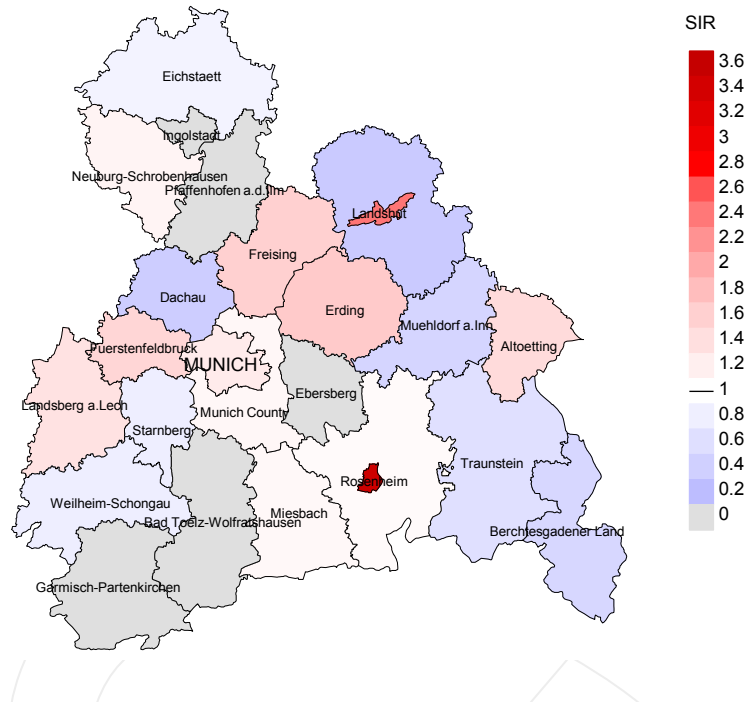 SIR
Eichstaett
3.6
3.4
3.2
3
2.8
2.6
2.4
2.2
2
1.8
1.6
1.4
1.2
1
0.8
0.6
0.4
0.2
0
Ingolstadt
Neuburg-Schrobenhausen
Pfaffenhofen a.d.Ilm
Landshut
Freising
Dachau
Erding
Muehldorf a.Inn
Altoetting
Fuerstenfeldbruck
MUNICH
Ebersberg
Landsberg a.Lech
Munich County
Starnberg
Traunstein
Rosenheim
Weilheim-Schongau
Miesbach
Bad Toelz-Wolfratshausen
Berchtesgadener Land
Garmisch-Partenkirchen